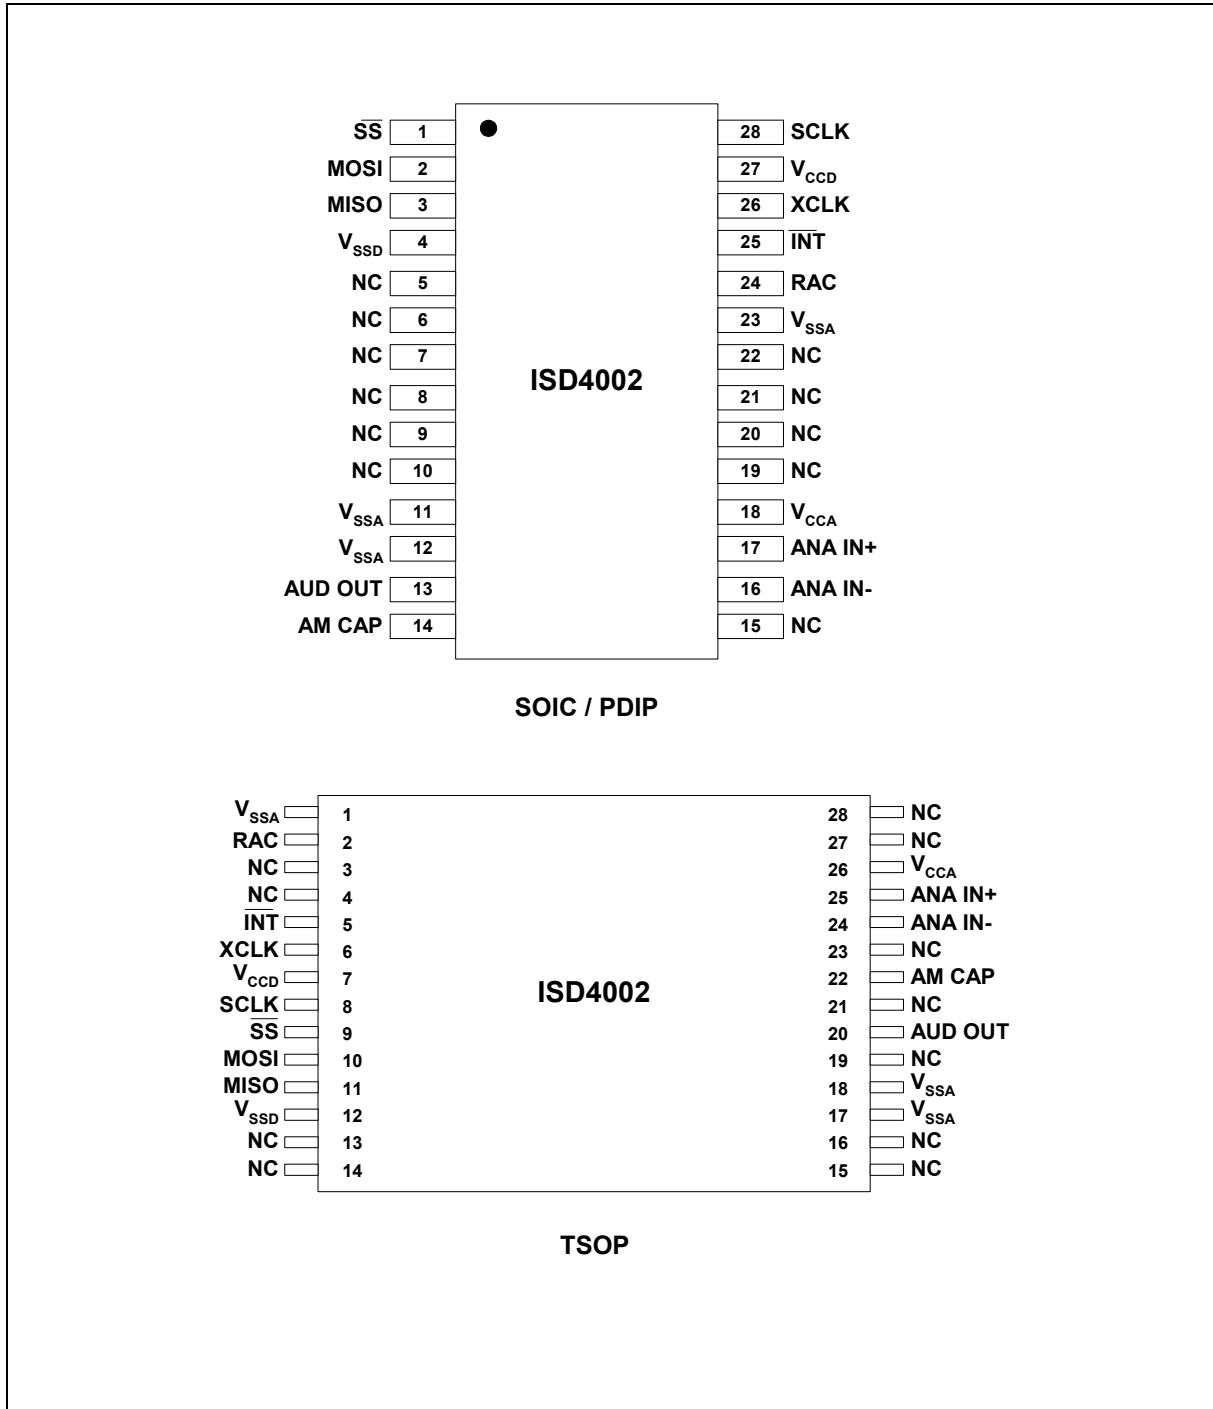 SS 1 28 SCLK
MOSI 2 27 VCCD
MISO 3 26 XCLK
VSSD 4 25 INT
NC 5 24 RAC
NC 6 23 VSSA
NC 7 22 NC
NC 8 21 NC
NC 9 20 NC
NC 10 19 NC
VSSA 11 18 VCCA
VSSA 12 17 ANA IN+
AUD OUT 13 16 ANA IN-
AM CAP 14 15 NC
ISD4002
SOIC / PDIP
VSSA 1 28 NC
RAC 2 27 NC
NC 3 26 VCCA
NC 4 25 ANA IN+
INT 5 24 ANA IN-
XCLK 6 23 NC
VCCD 7 22 AM CAP
SCLK 8 21 NC
SS 9 20 AUD OUT
MOSI 10 19 NC
MISO 11 18 VSSA
VSSD 12 17 VSSA
NC 13 16 NC
NC 14 15 NC
ISD4002
TSOP